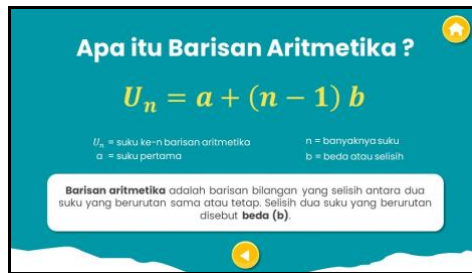 Apa itu Barisan Aritmetika ?
Uₙ = a + (n − 1) b
Uₙ = suku ke-n barisan aritmetika
a = suku pertama
n = banyaknya suku
b = beda atau selisih
Barisan aritmetika adalah barisan bilangan yang selisih antara dua
suku yang berurutan sama atau tetap. Selisih dua suku yang berurutan
disebut beda (b).